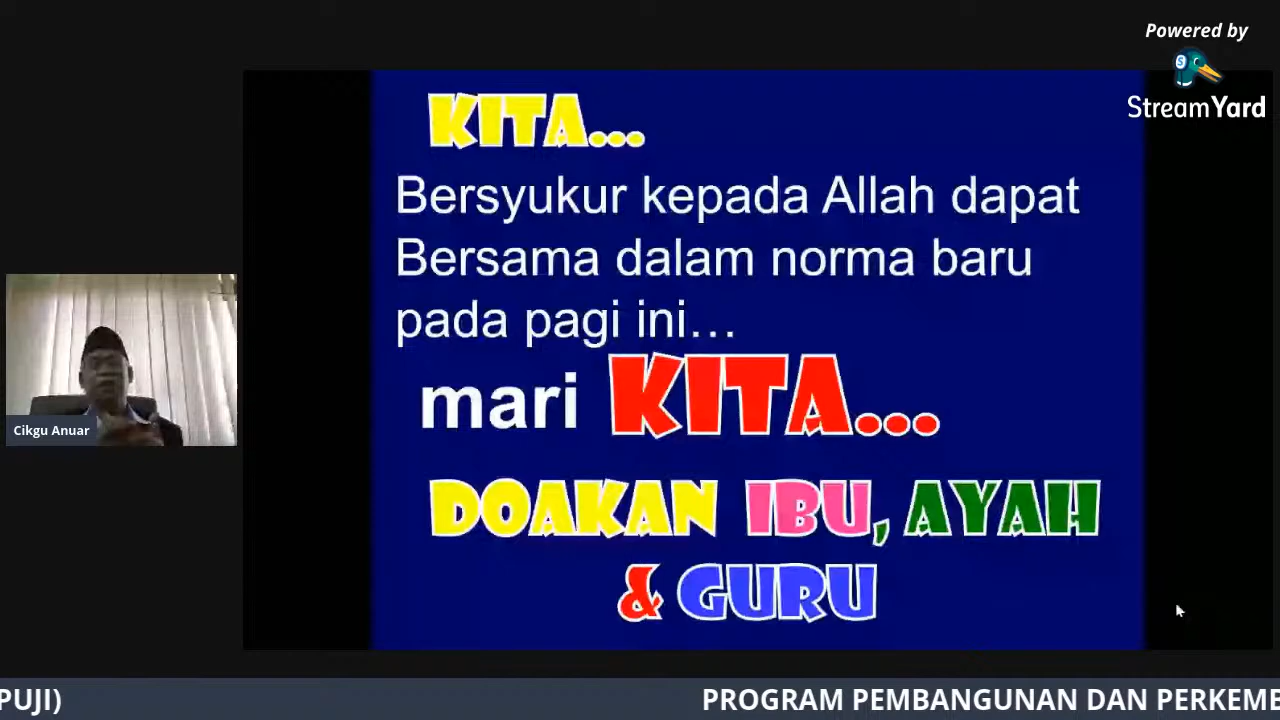 Powered by
StreamYard
KITA...
Bersyukur kepada Allah dapat
Bersama dalam norma baru
pada pagi ini...
mari KITA...
DOAKAN IBU, AYAH
& GURU
Cikgu Anuar
PUJI)
PROGRAM PEMBANGUNAN DAN PERKEME